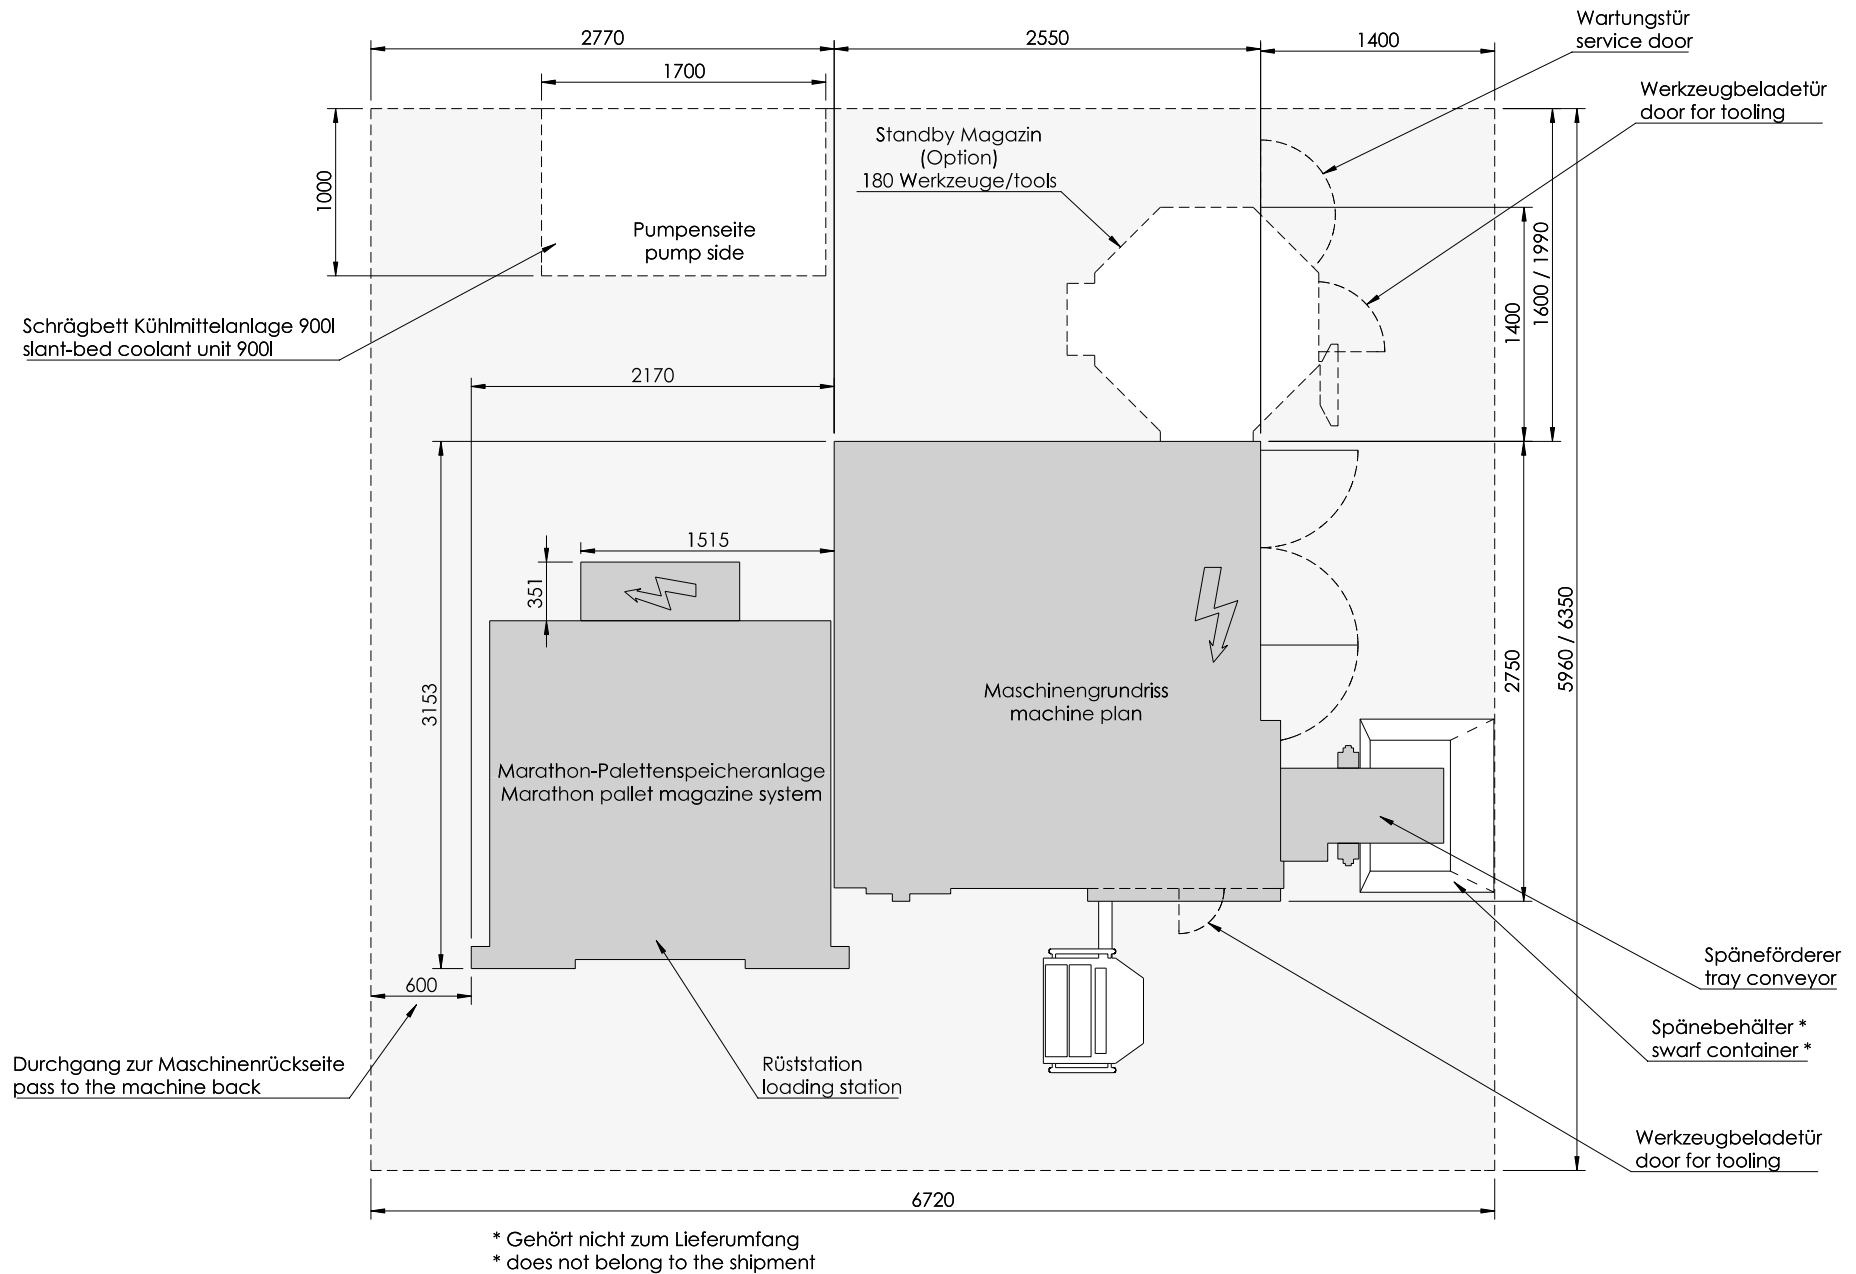 Wartungstür
service door
2770
2550
1400
1700
Werkzeugbeladetür
door for tooling
Standby Magazin
(Option)
180 Werkzeuge/tools
1000
Pumpenseite
pump side
1400
1600 / 1990
Schrägbett Kühlmittelanlage 900l
slant-bed coolant unit 900l
2170
1515
351
3153
Maschinengrundriss
machine plan
2750
5960 / 6350
Marathon-Palettenspeicheranlage
Marathon pallet magazine system
600
Späneförderer
tray conveyor
Spänebehälter *
swarf container *
Durchgang zur Maschinenrückseite
pass to the machine back
Rüststation
loading station
Werkzeugbeladetür
door for tooling
6720
* Gehört nicht zum Lieferumfang
* does not belong to the shipment